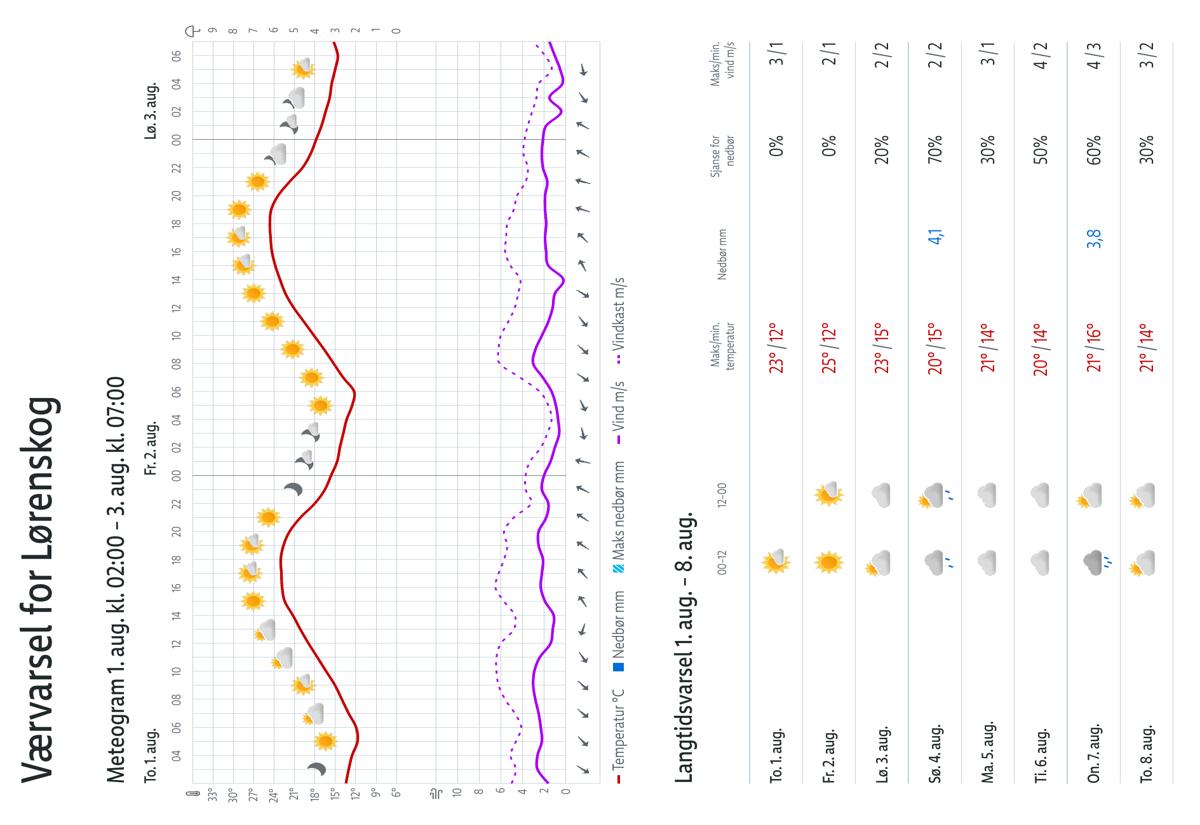 Værvarsel for Lørenskog
Meteogram 1. aug. kl. 02:00 – 3. aug. kl. 07:00
To. 1. aug. Fr. 2. aug. Lø. 3. aug.
04 06 08 10 12 14 16 18 20 22 00 02 04 06 08 10 12 14 16 18 20 22 00 02 04 06
33° 9
30° 8
27° 7
24° 6
21° 5
18° 4
15° 3
12° 2
9° 1
6° 0
10
8
6
4
2
0
Temperatur °C Nedbør mm Maks nedbør mm Vind m/s Vindkast m/s
Langtidsvarsel 1. aug. – 8. aug.
00-12 12-00 Maks/min. temperatur Nedbør mm Sjanse for nedbør Maks/min. vind m/s
To. 1. aug. 23°/12° 0% 3/1
Fr. 2. aug. 25°/12° 0% 2/1
Lø. 3. aug. 23°/15° 20% 2/2
Sø. 4. aug. 20°/15° 4,1 70% 2/2
Ma. 5. aug. 21°/14° 30% 3/1
Ti. 6. aug. 20°/14° 50% 4/2
On. 7. aug. 21°/16° 3,8 60% 4/3
To. 8. aug. 21°/14° 30% 3/2